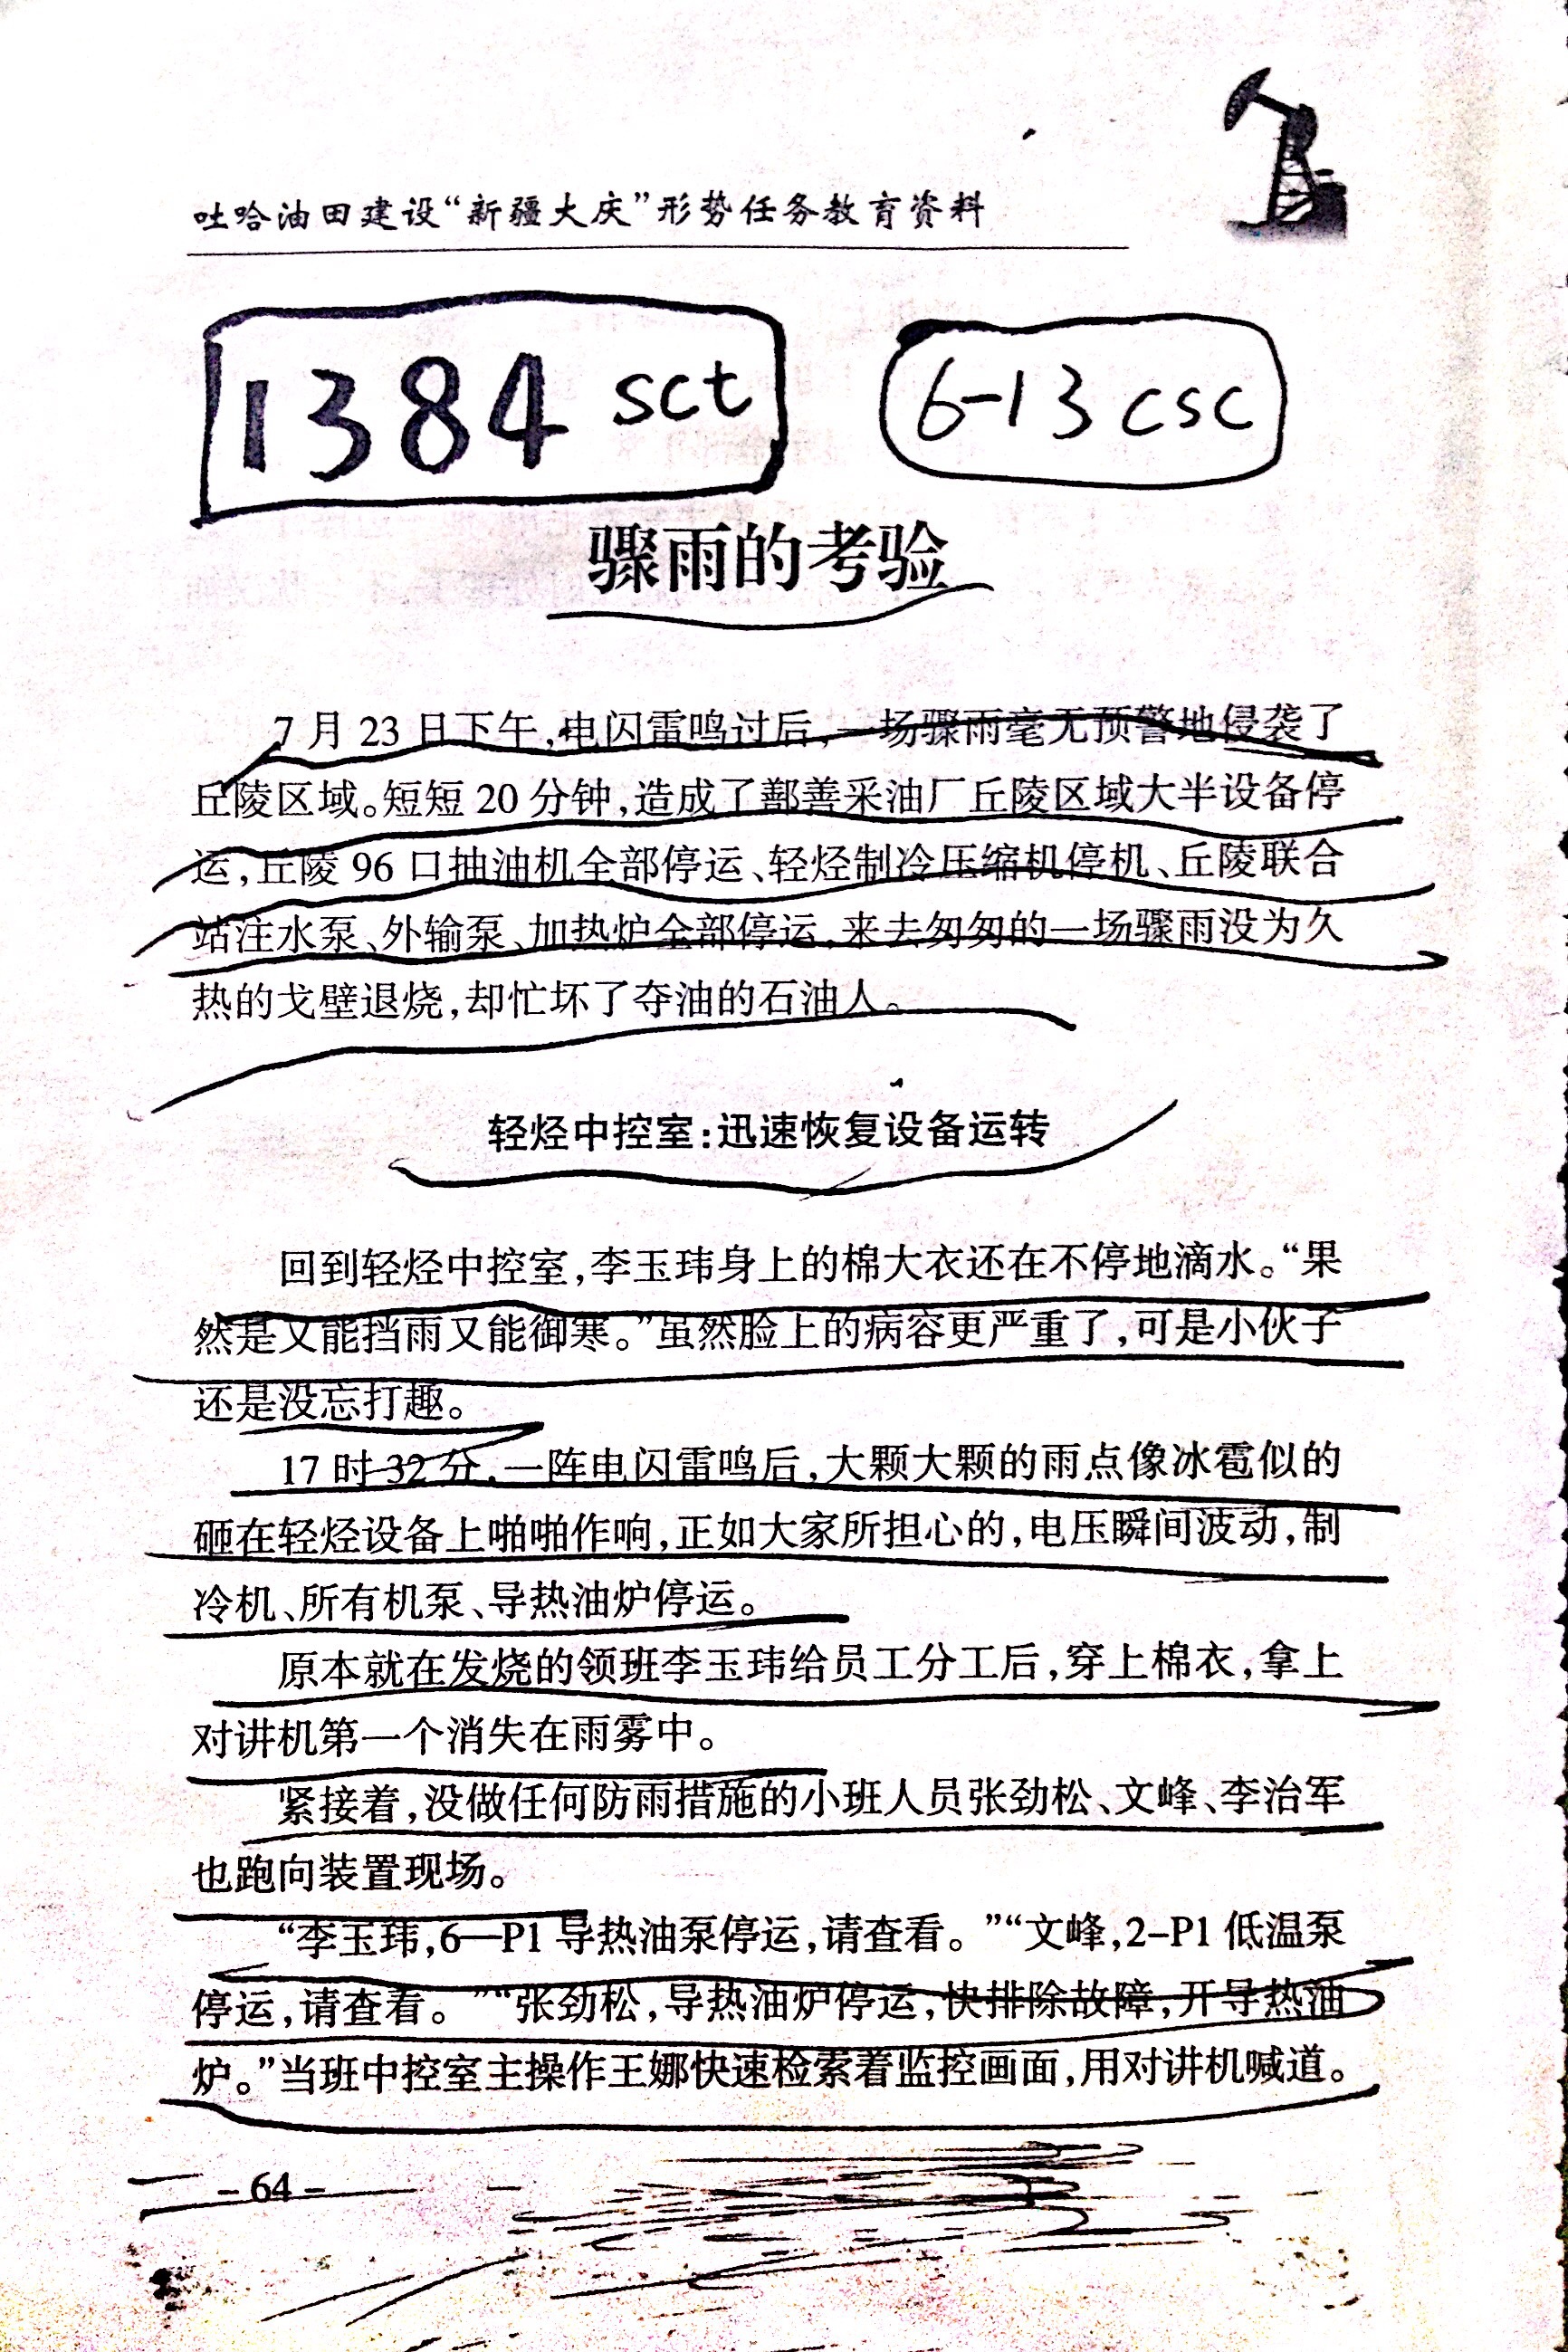 吐哈油田建设“新疆大庆”形势任务教育资料
1384 sct
6-13 csc
骤雨的考验
7月23日下午,电闪雷鸣过后,一场骤雨毫无预警地侵袭了
丘陵区域。短短20分钟,造成了鄯善采油厂丘陵区域大半设备停
运,丘陵96口抽油机全部停运、轻烃制冷压缩机停机、丘陵联合
站注水泵、外输泵、加热炉全部停运,来去匆匆的一场骤雨没为久
热的戈壁退烧,却忙坏了夺油的石油人。
轻烃中控室:迅速恢复设备运转
回到轻烃中控室,李玉玮身上的棉大衣还在不停地滴水。“果
然是又能挡雨又能御寒。”虽然脸上的病容更严重了,可是小伙子
还是没忘打趣。
17时32分,一阵电闪雷鸣后,大颗大颗的雨点像冰雹似的
砸在轻烃设备上啪啪作响,正如大家所担心的,电压瞬间波动,制
冷机、所有机泵、导热油炉停运。
原本就在发烧的领班李玉玮给员工分工后,穿上棉衣,拿上
对讲机第一个消失在雨雾中。
紧接着,没做任何防雨措施的小班人员张劲松、文峰、李治军
也跑向装置现场。
“李玉玮,6—P1导热油泵停运,请查看。”“文峰,2-P1低温泵
停运,请查看。”“张劲松,导热油炉停运,快排除故障,开导热油
炉。”当班中控室主操作王娜快速检索着监控画面,用对讲机喊道。
- 64 -